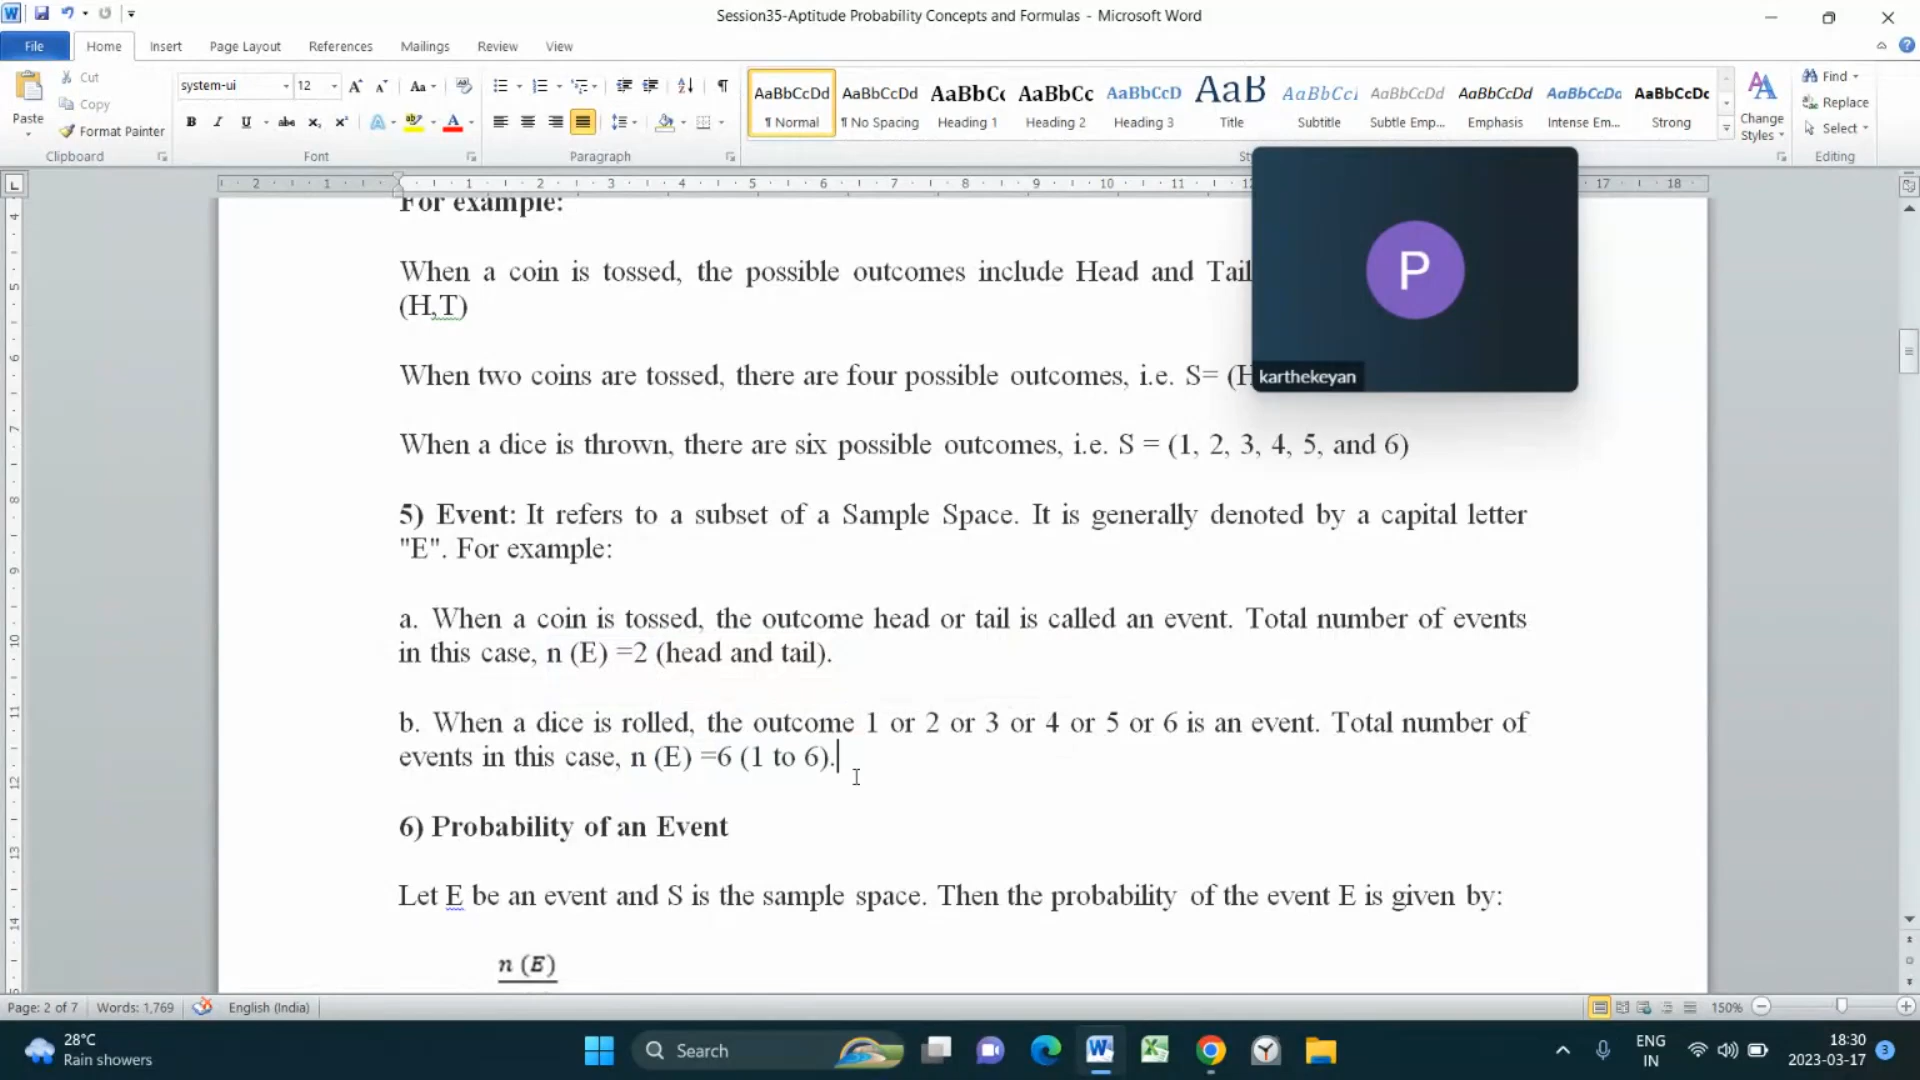 Session35-Aptitude Probability Concepts and Formulas - Microsoft Word
File Home Insert Page Layout References Mailings Review View
Paste
Cut
Copy
Format Painter
Clipboard
system-ui 12
Font
Paragraph
AaBbCcDd AaBbCcDd AaBbCc AaBbCc AaBbCcD AaB AaBbCcI AaBbCcDd AaBbCcDd AaBbCcDc AaBbCcDc
¶ Normal ¶ No Spacing Heading 1 Heading 2 Heading 3 Title Subtitle Subtle Emp... Emphasis Intense Em... Strong
Change Styles
Find
Replace
Select
Editing
For example:
When a coin is tossed, the possible outcomes include Head and Tail
(H,T)
When two coins are tossed, there are four possible outcomes, i.e. S= (H
P
karthekeyan
When a dice is thrown, there are six possible outcomes, i.e. S = (1, 2, 3, 4, 5, and 6)
5) Event: It refers to a subset of a Sample Space. It is generally denoted by a capital letter
"E". For example:
a. When a coin is tossed, the outcome head or tail is called an event. Total number of events
in this case, n (E) =2 (head and tail).
b. When a dice is rolled, the outcome 1 or 2 or 3 or 4 or 5 or 6 is an event. Total number of
events in this case, n (E) =6 (1 to 6).
6) Probability of an Event
Let E be an event and S is the sample space. Then the probability of the event E is given by:
n (E)
Page: 2 of 7 Words: 1,769 English (India) 150%
28°C
Rain showers
Search
ENG
IN
18:30
2023-03-17
3